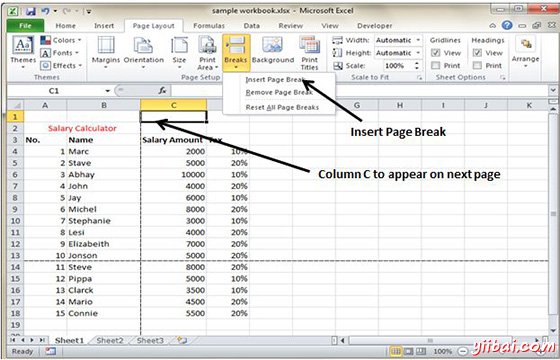 sample workbook.xlsx - Microsoft Excel
File Home Insert Page Layout Formulas Data Review View
Themes Colors Fonts Effects Margins Orientation Size Print Area Breaks Background Print Titles Width: Automatic Height: Automatic Scale: 100% Gridlines Headings View View Print Print Arrange
Themes Page Setup Scale to Fit Sheet Options
Insert Page Break
Remove Page Break
Reset All Page Breaks
C1
A B C G H I J K
1
2 Salary Calculator
3 No. Name Salary Amount Tax
4 1 Marc 2000 10%
5 2 Stave 5000 20%
6 3 Abhay 10000 10%
7 4 John 4000 20%
8 5 Jay 6000 10%
9 6 Michel 8000 20%
10 7 Stephanie 3000 10%
11 8 Lesi 4000 20%
12 9 Elizabeith 7000 20%
13 10 Jonson 5000 20%
14 11 Steve 8000 10%
15 12 Pippa 5000 10%
16 13 Clarck 3500 10%
17 14 Mario 4500 20%
18 15 Connie 5500 20%
19
Insert Page Break
Column C to appear on next page
Sheet1 Sheet2 Sheet3
Ready 100%
yiibai.com